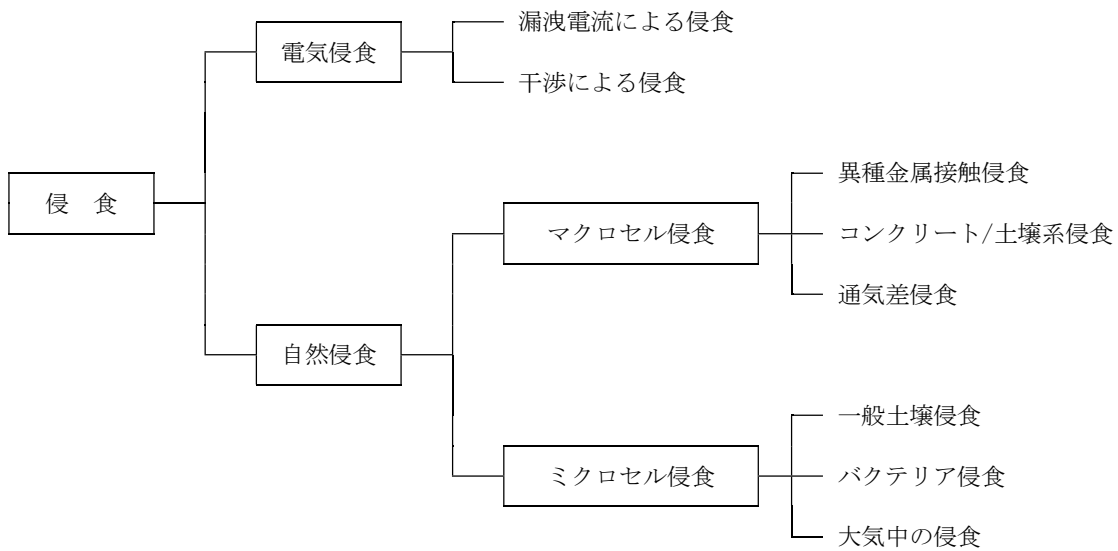 侵　食
電気侵食
漏洩電流による侵食
干渉による侵食
自然侵食
マクロセル侵食
異種金属接触侵食
コンクリート/土壌系侵食
通気差侵食
ミクロセル侵食
一般土壌侵食
バクテリア侵食
大気中の侵食